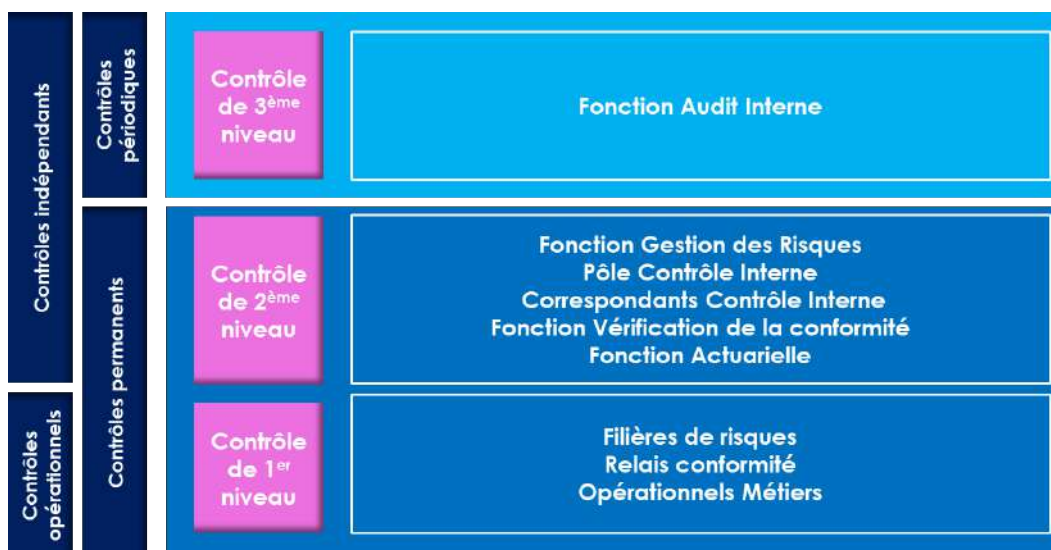 Contrôles indépendants
Contrôles
périodiques
Contrôle
de 3ème
niveau
Fonction Audit Interne
Contrôles permanents
Contrôle
de 2ème
niveau
Fonction Gestion des Risques
Pôle Contrôle Interne
Correspondants Contrôle Interne
Fonction Vérification de la conformité
Fonction Actuarielle
Contrôles
opérationnels
Contrôle
de 1er
niveau
Filières de risques
Relais conformité
Opérationnels Métiers